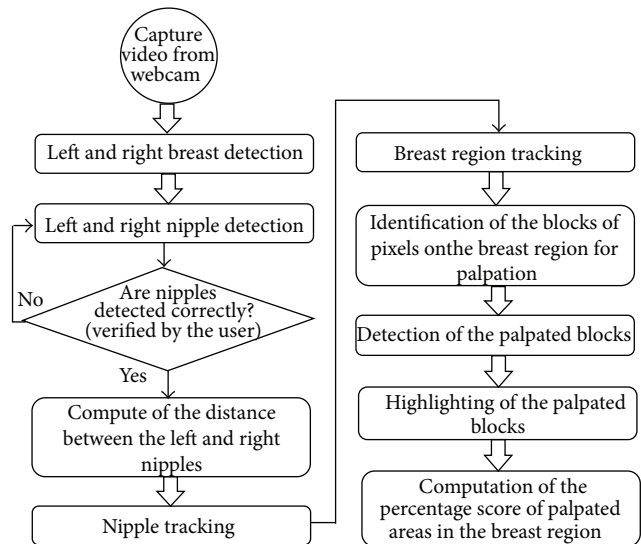 Capture
video from
webcam
Left and right breast detection
Left and right nipple detection
No
Are nipples
detected correctly?
(verified by the user)
Yes
Compute of the distance
between the left and right
nipples
Nipple tracking
Breast region tracking
Identification of the blocks of
pixels onthe breast region for
palpation
Detection of the palpated blocks
Highlighting of the palpated
blocks
Computation of the
percentage score of palpated
areas in the breast region